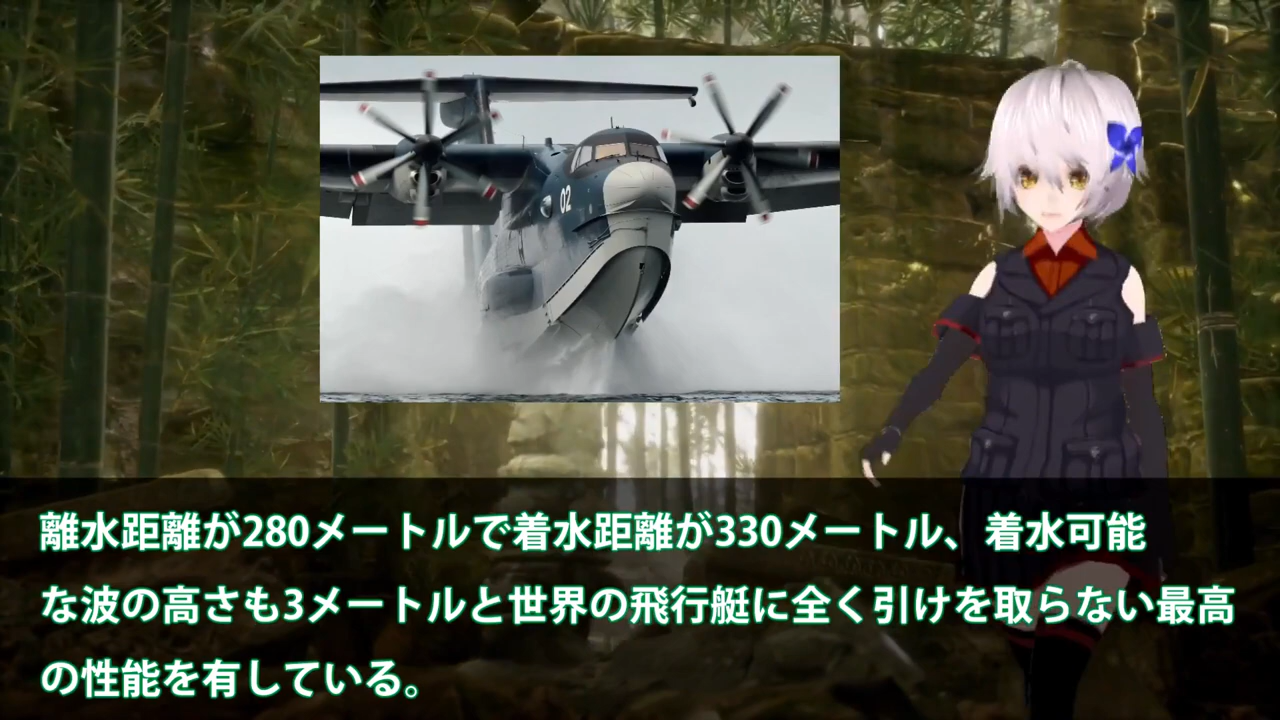 02
離水距離が280メートルで着水距離が330メートル、着水可能
な波の高さも3メートルと世界の飛行艇に全く引けを取らない最高
の性能を有している。